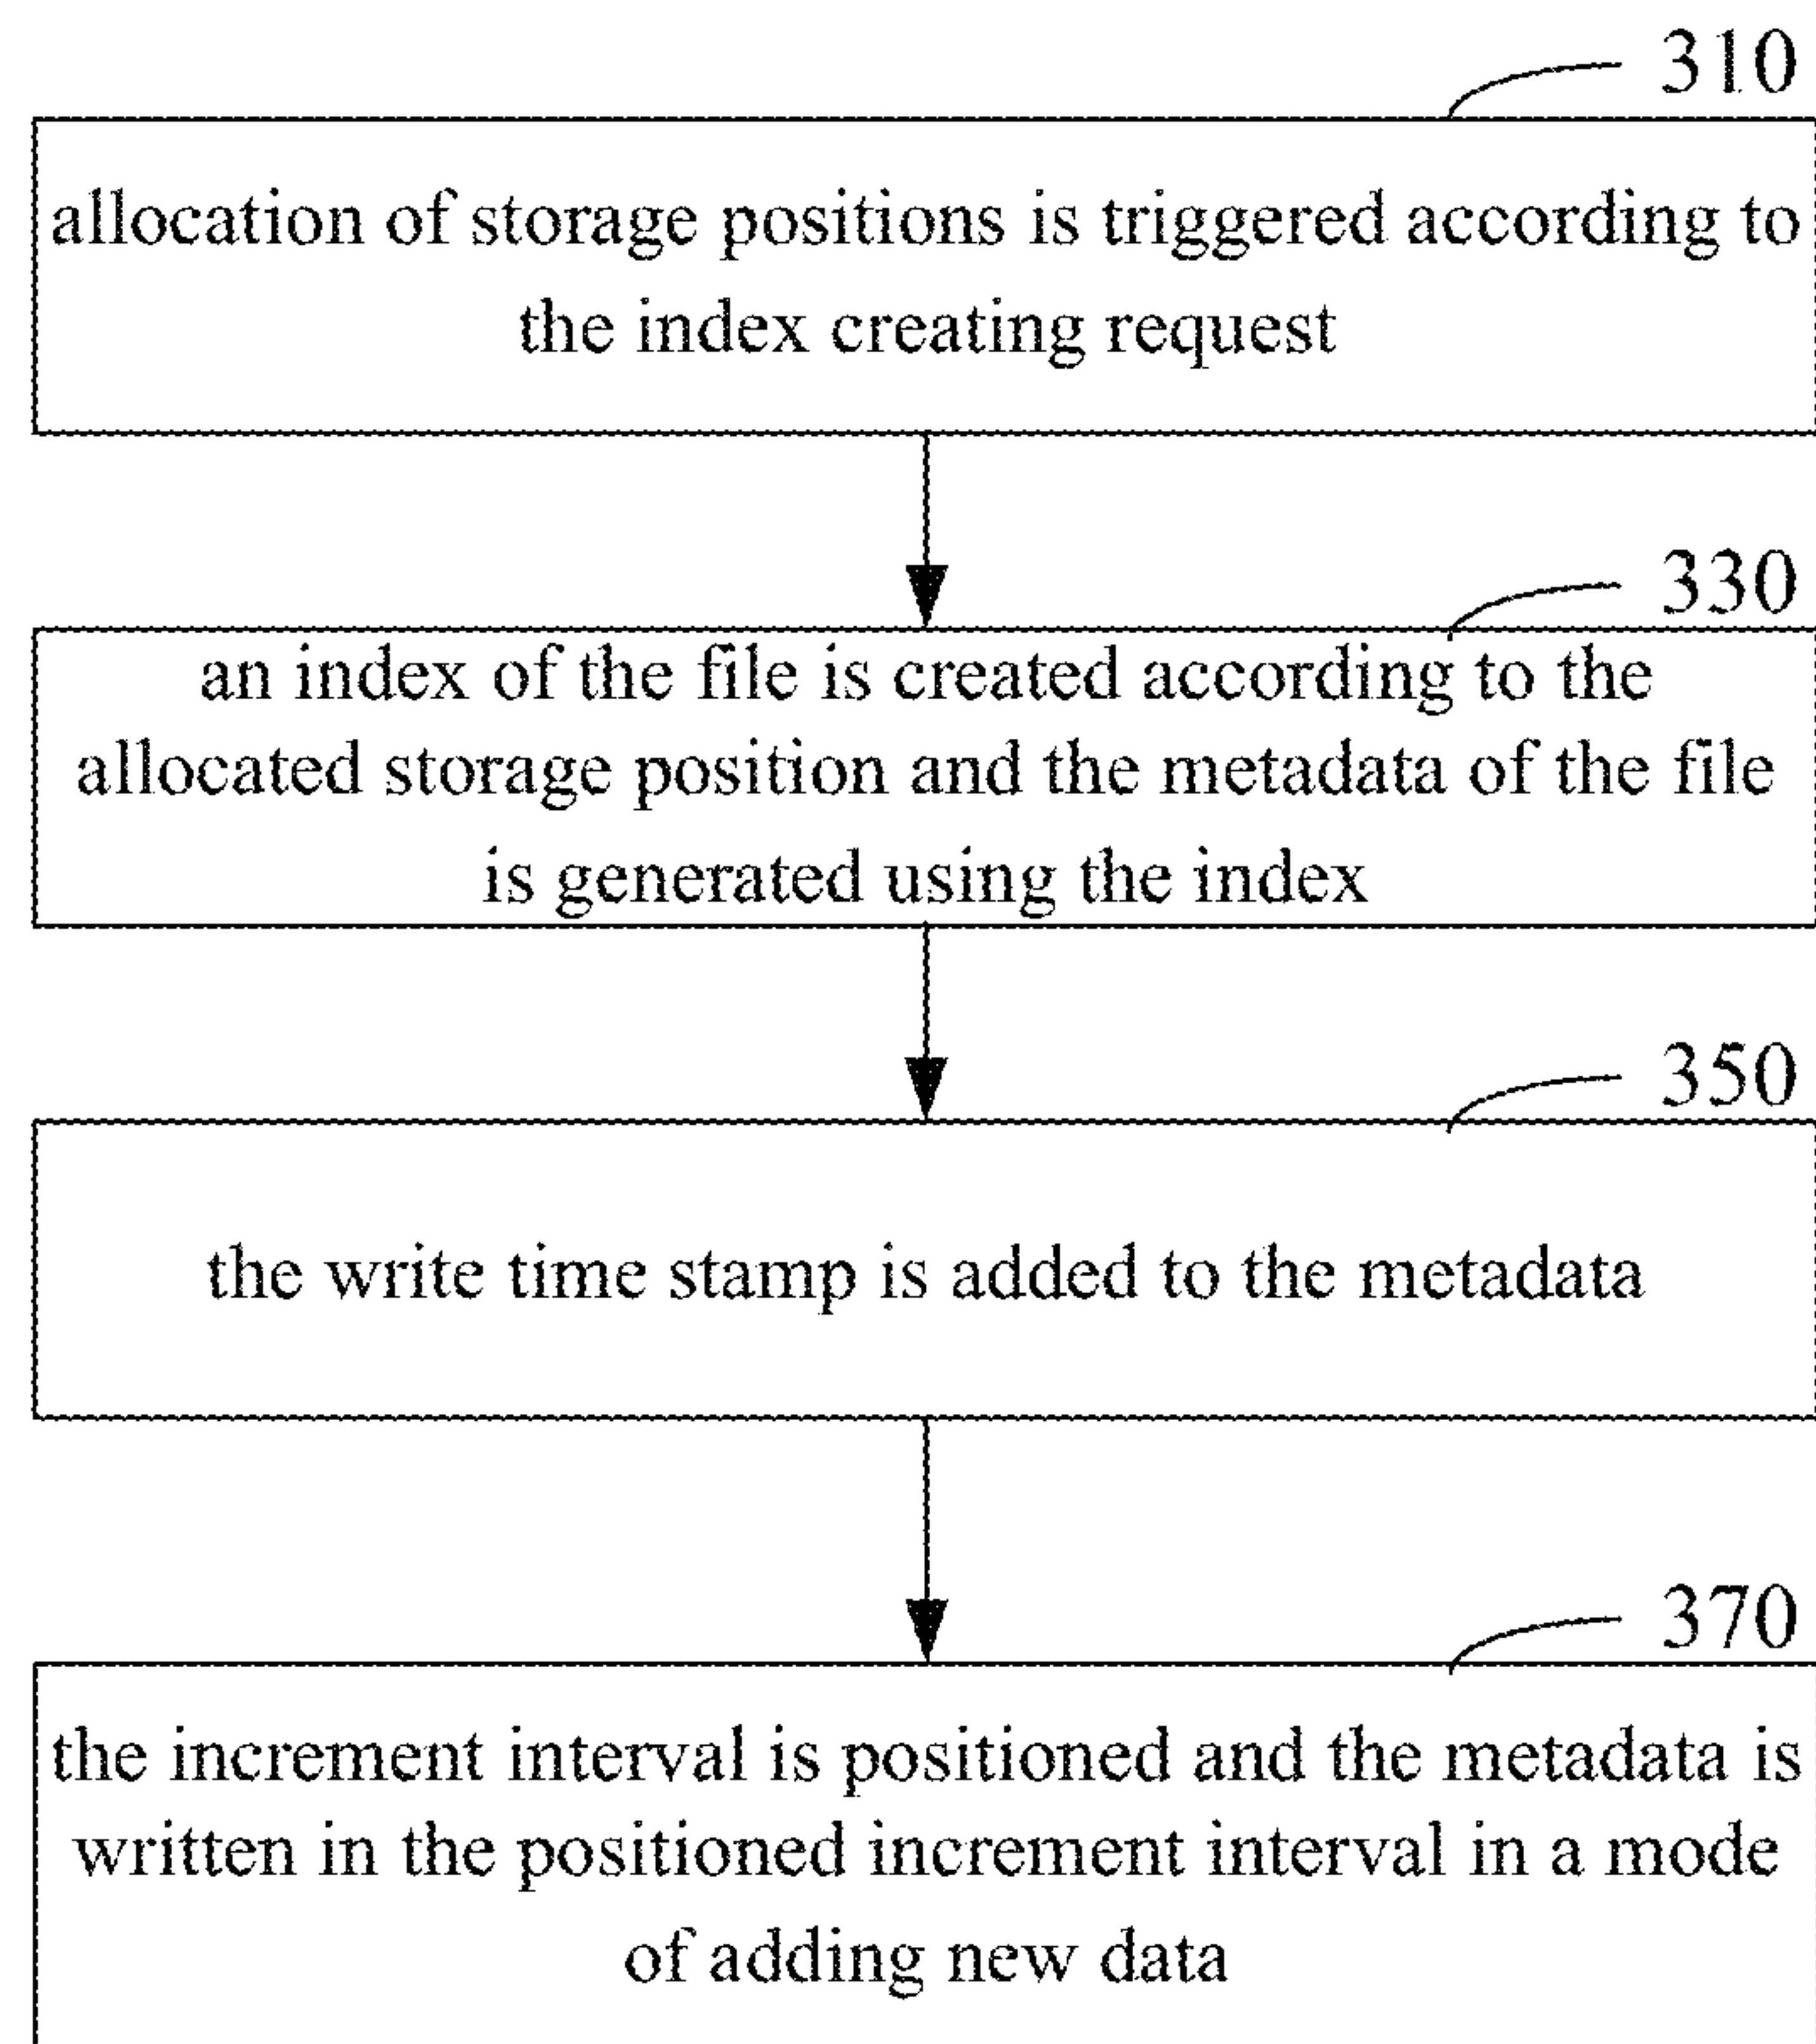 310
allocation of storage positions is triggered according to
the index creating request
330
an index of the file is created according to the
allocated storage position and the metadata of the file
is generated using the index
350
the write time stamp is added to the metadata
370
the increment interval is positioned and the metadata is
written in the positioned increment interval in a mode
of adding new data